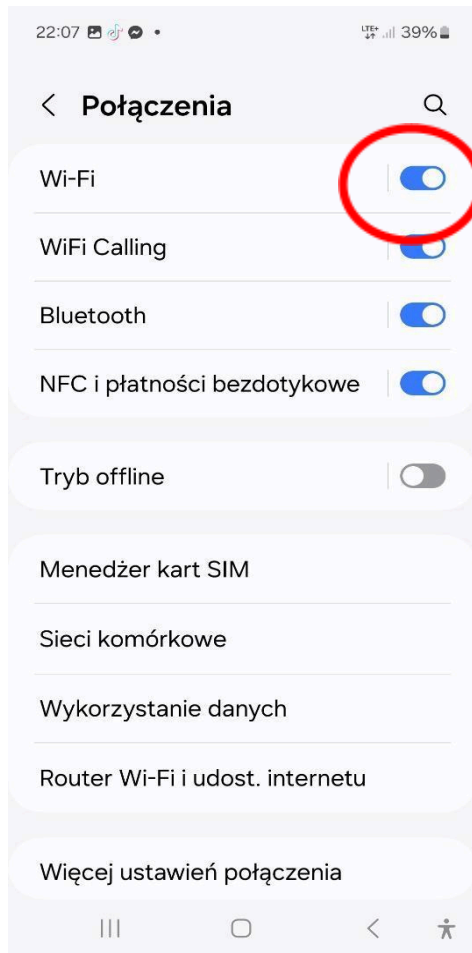 22:07 LTE+ 39%
Połączenia
Wi-Fi
WiFi Calling
Bluetooth
NFC i płatności bezdotykowe
Tryb offline
Menedżer kart SIM
Sieci komórkowe
Wykorzystanie danych
Router Wi-Fi i udost. internetu
Więcej ustawień połączenia